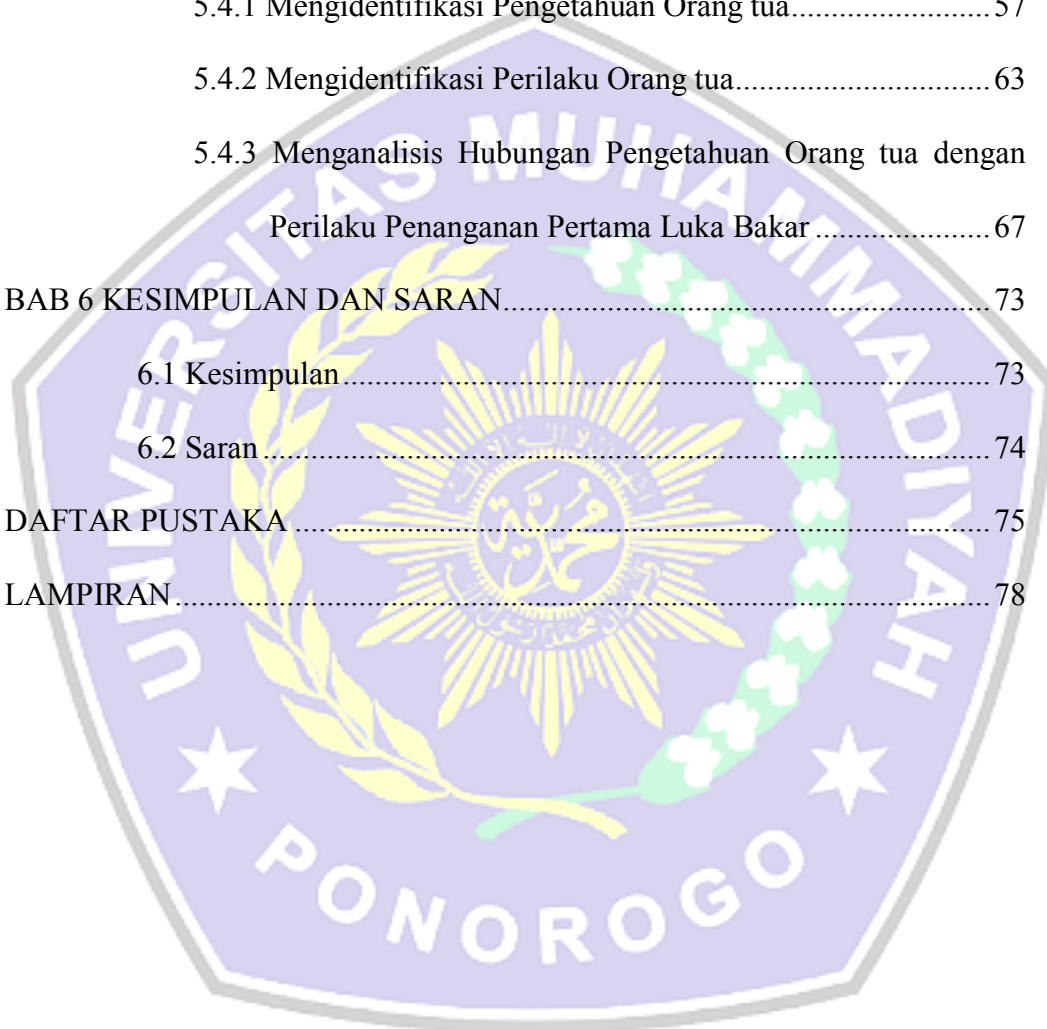 5.4.1 Mengidentifikasi Pengetahuan Orang tua........................57
5.4.2 Mengidentifikasi Perilaku Orang tua................................63
5.4.3 Menganalisis Hubungan Pengetahuan Orang tua dengan
Perilaku Penanganan Pertama Luka Bakar......................67
BAB 6 KESIMPULAN DAN SARAN.............................................................73
6.1 Kesimpulan.................................................................................73
6.2 Saran...........................................................................................74
DAFTAR PUSTAKA.......................................................................................75
LAMPIRAN......................................................................................................78
UNIVERSITAS MUHAMMADIYAH
PONOROGO